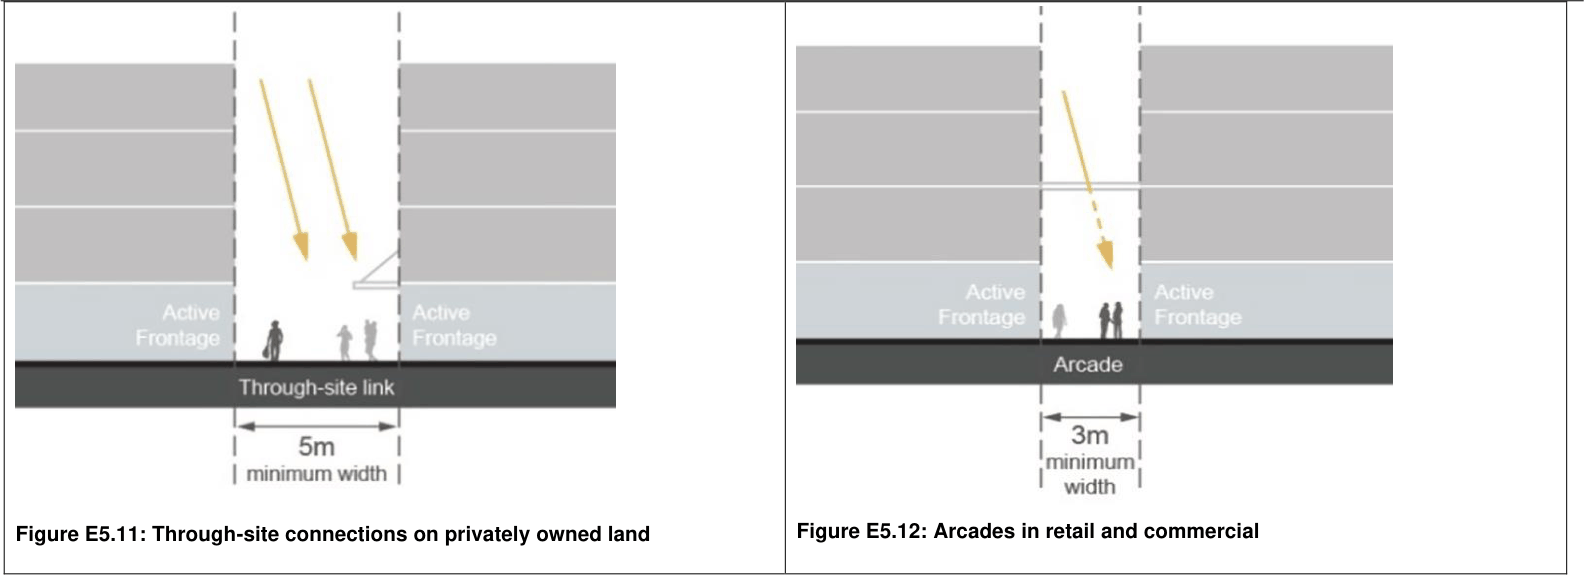 Active
Frontage
Active
Frontage
Through-site link
5m
minimum width
Figure E5.11: Through-site connections on privately owned land
Active
Frontage
Active
Frontage
Arcade
3m
minimum
width
Figure E5.12: Arcades in retail and commercial